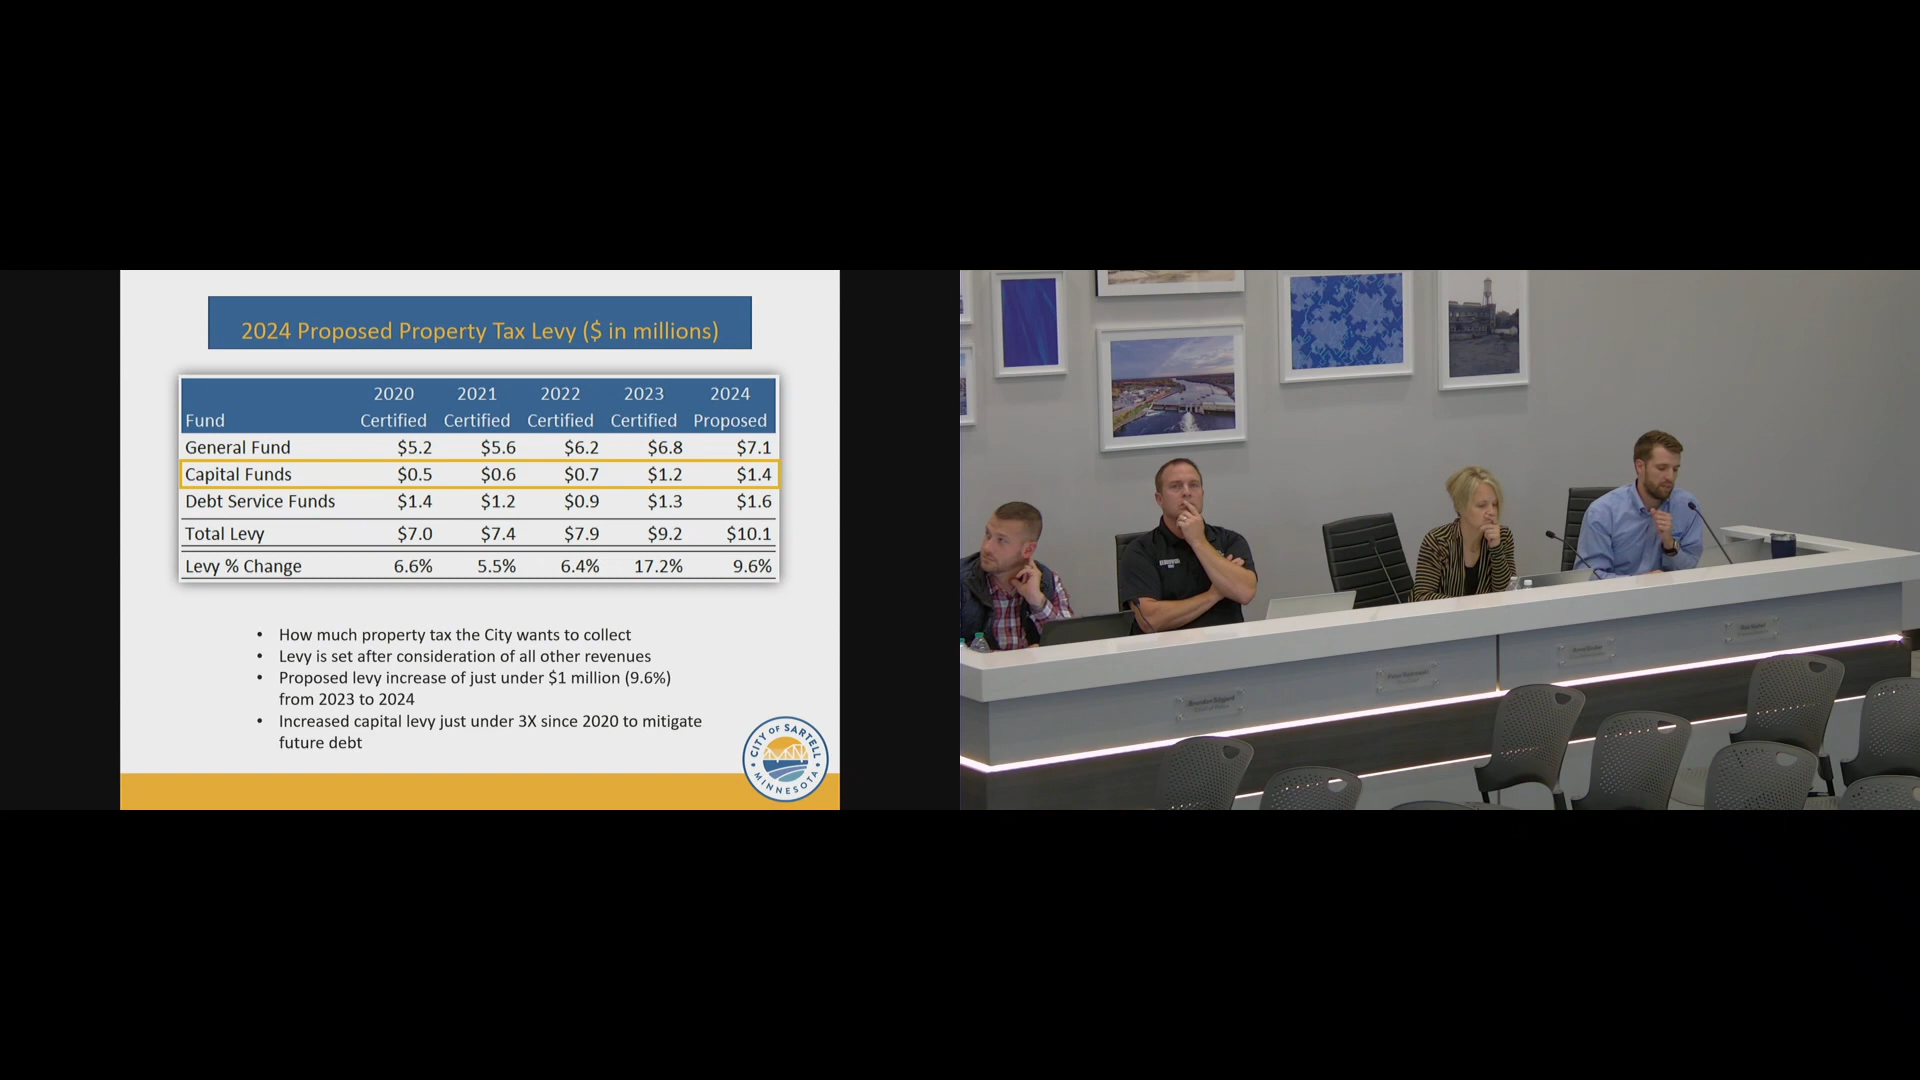 2024 Proposed Property Tax Levy ($ in millions)
2020 2021 2022 2023 2024
Fund Certified Certified Certified Certified Proposed
General Fund $5.2 $5.6 $6.2 $6.8 $7.1
Capital Funds $0.5 $0.6 $0.7 $1.2 $1.4
Debt Service Funds $1.4 $1.2 $0.9 $1.3 $1.6
Total Levy $7.0 $7.4 $7.9 $9.2 $10.1
Levy % Change 6.6% 5.5% 6.4% 17.2% 9.6%
• How much property tax the City wants to collect
• Levy is set after consideration of all other revenues
• Proposed levy increase of just under $1 million (9.6%)
from 2023 to 2024
• Increased capital levy just under 3X since 2020 to mitigate
future debt
CITY OF SARTELL
• MINNESOTA •